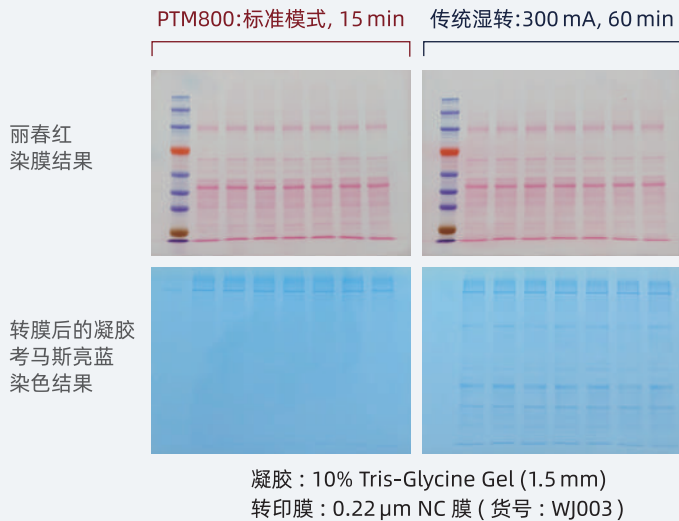 PTM800:标准模式, 15 min
传统湿转:300 mA, 60 min
丽春红
染膜结果
转膜后的凝胶
考马斯亮蓝
染色结果
凝胶 : 10% Tris-Glycine Gel (1.5 mm)
转印膜 : 0.22 μm NC 膜 ( 货号 : WJ003 )